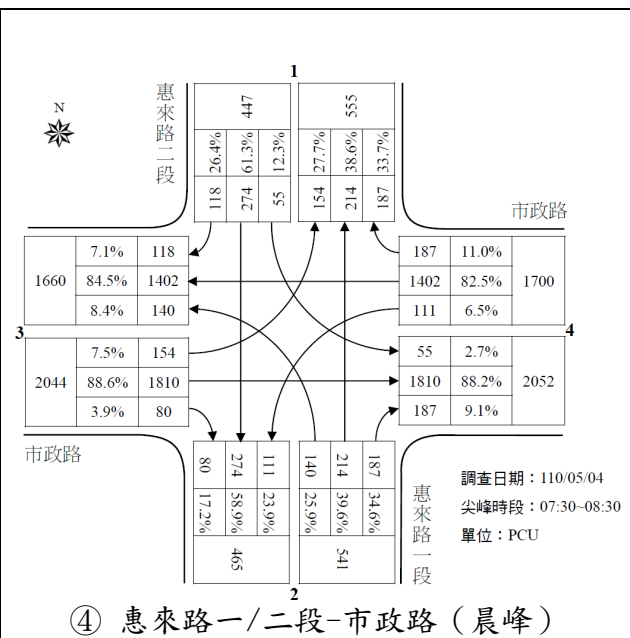 1
N
惠來路二段
447
26.4% 61.3% 12.3%
118 274 55
555
27.7% 38.6% 33.7%
154 214 187
市政路
1660
7.1% 118
84.5% 1402
8.4% 140
187 11.0%
1402 82.5%
111 6.5%
1700
3
4
2044
7.5% 154
88.6% 1810
3.9% 80
55 2.7%
1810 88.2%
187 9.1%
2052
市政路
80 274 111
17.2% 58.9% 23.9%
465
140 214 187
25.9% 39.6% 34.6%
541
惠來路一段
調查日期：110/05/04
尖峰時段：07:30~08:30
單位：PCU
2
④ 惠來路一/二段-市政路（晨峰）